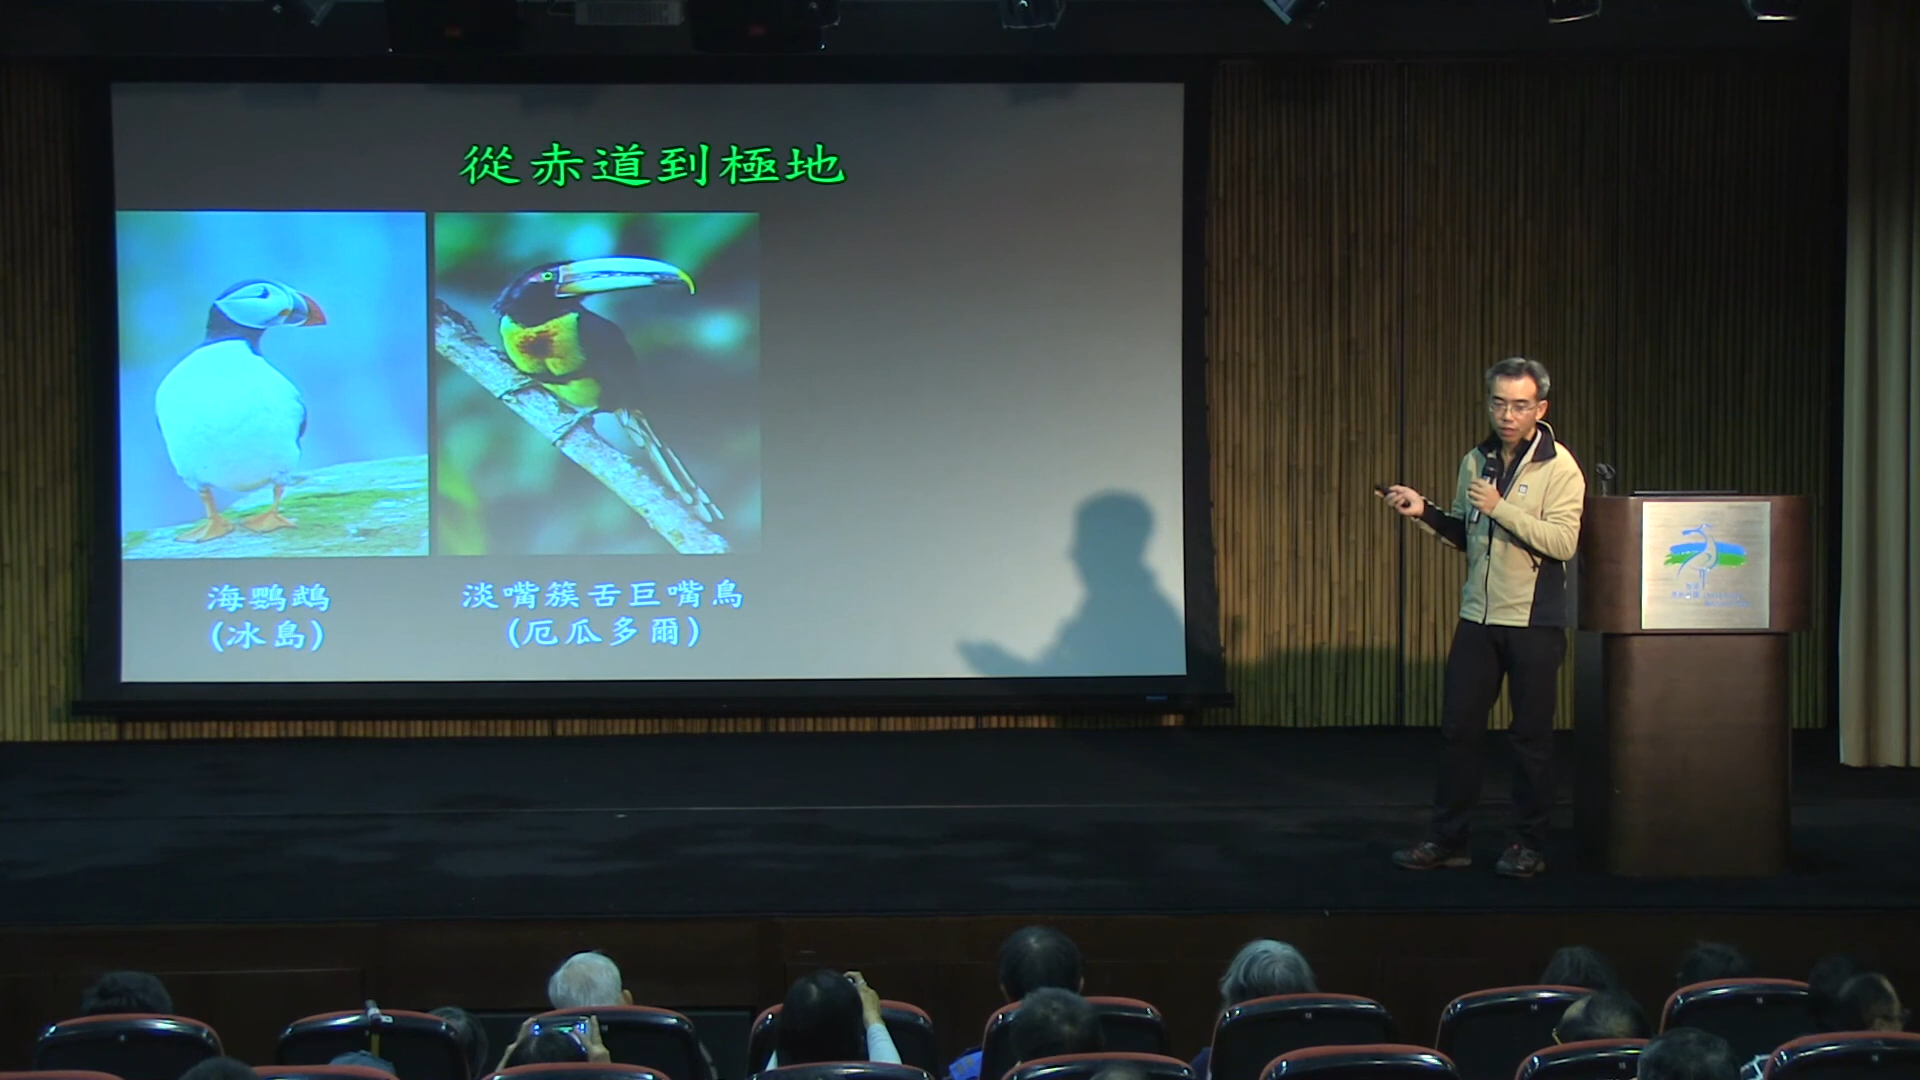 從赤道到極地
海鸚鵡
(冰島)
淡嘴簇舌巨嘴鳥
(厄瓜多爾)